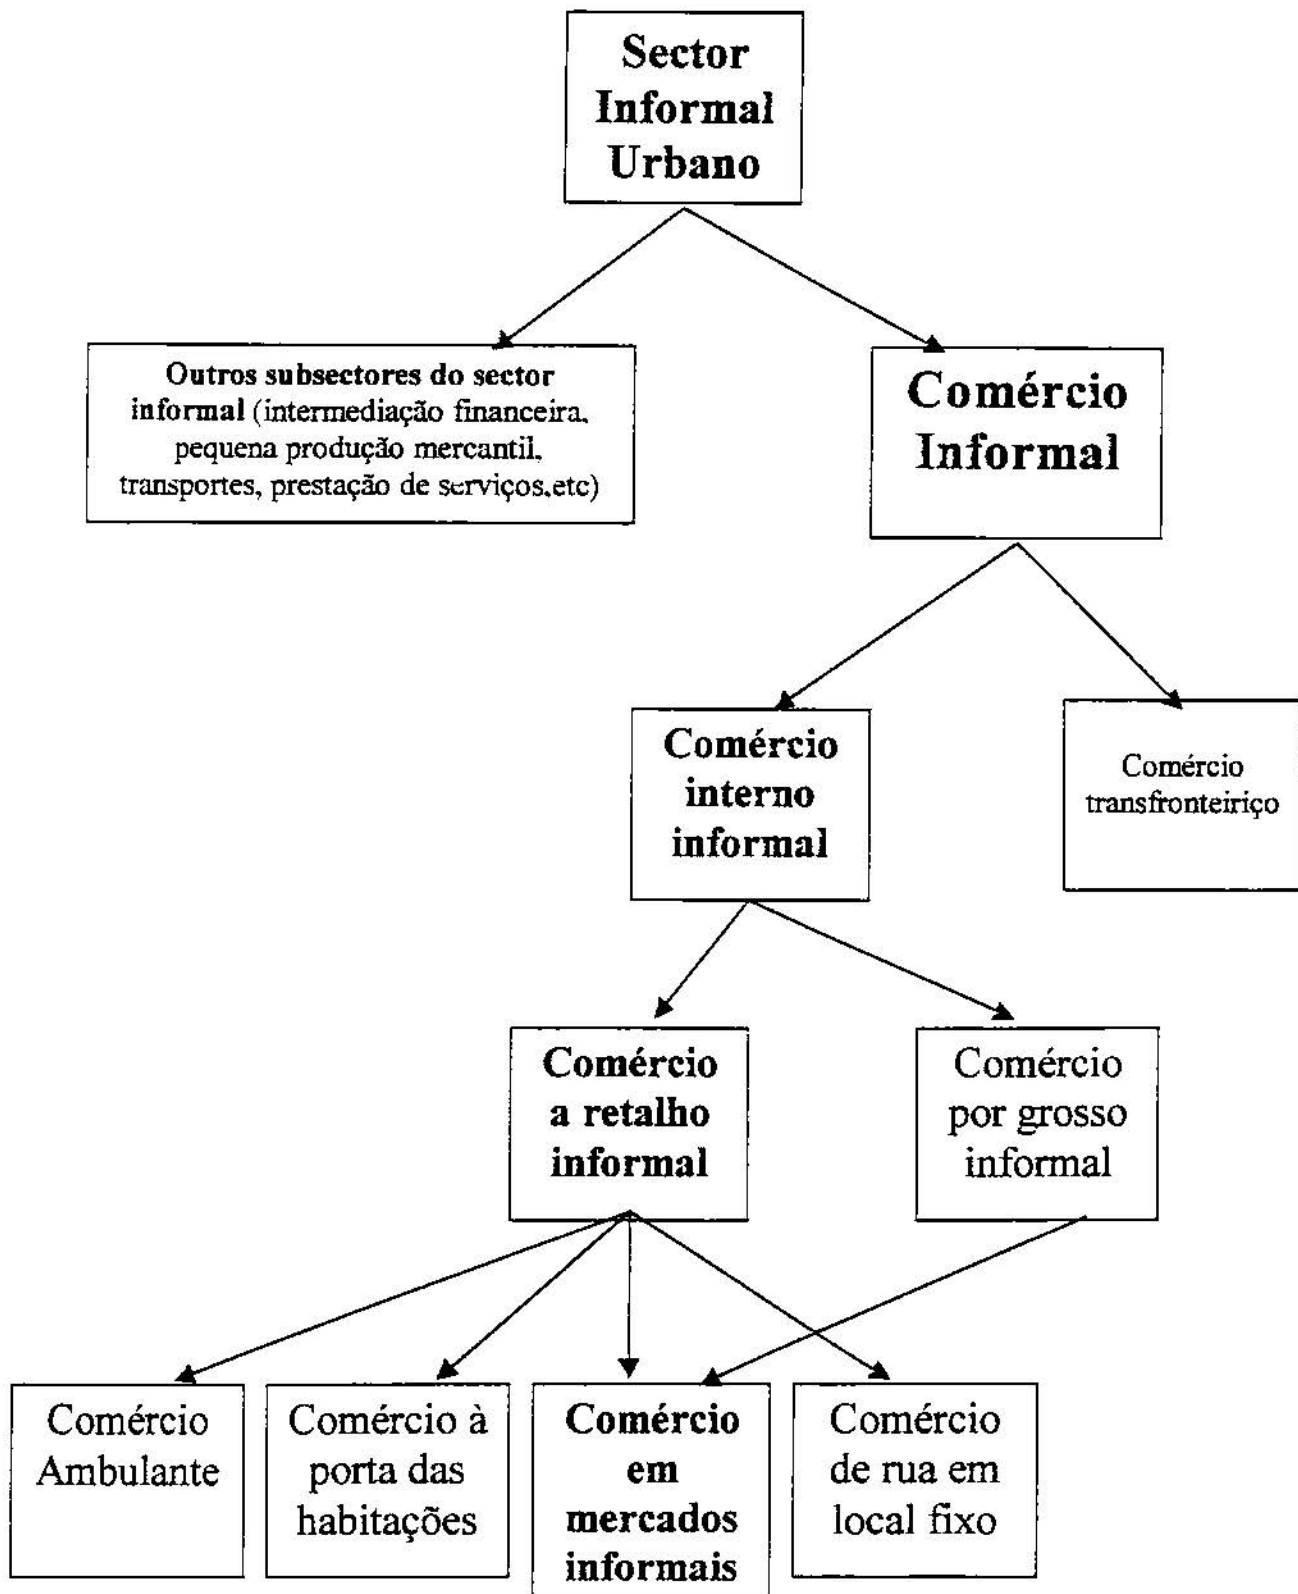 Sector
Informal
Urbano
Outros subsectores do sector
informal (intermediação financeira,
pequena produção mercantil,
transportes, prestação de serviços,etc)
Comércio
Informal
Comércio
interno
informal
Comércio
transfronteiriço
Comércio
a retalho
informal
Comércio
por grosso
informal
Comércio
Ambulante
Comércio à
porta das
habitações
Comércio
em
mercados
informais
Comércio
de rua em
local fixo